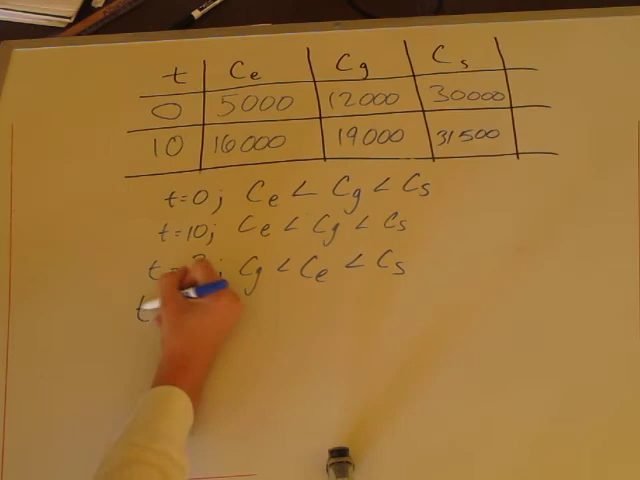 t Ce Cg Cs
0 5000 12000 30000
10 16000 19000 31500
t=0; Ce < Cg < Cs
t=10; Ce < Cg < Cs
t = ?; Cg < Ce < Cs
t